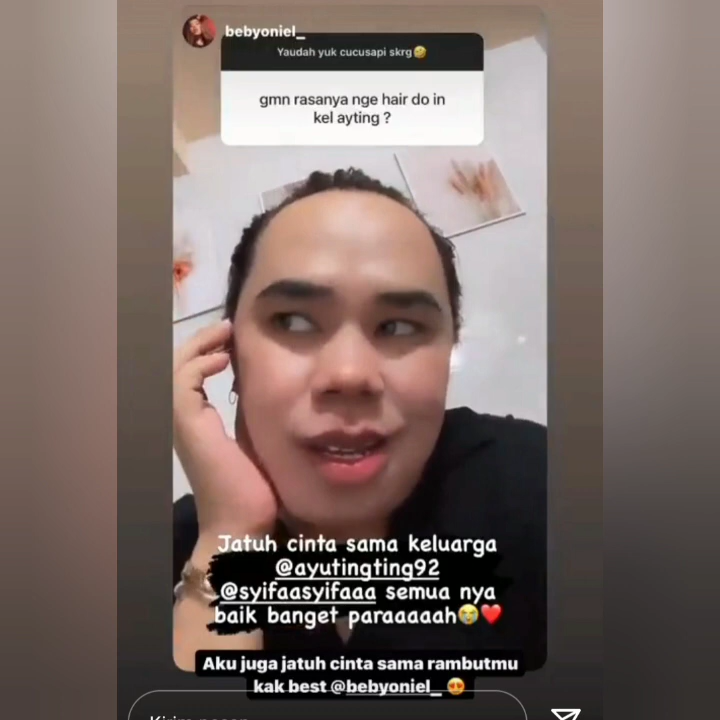 bebyoniel_
Yaudah yuk cucusapi skrg🤣
gmn rasanya nge hair do in
kel ayting ?
Jatuh cinta sama keluarga
@ayutingting92
@syifaasyifaaa semua nya
baik banget paraaaaah😭❤️
Aku juga jatuh cinta sama rambutmu
kak best @bebyoniel_ 😍